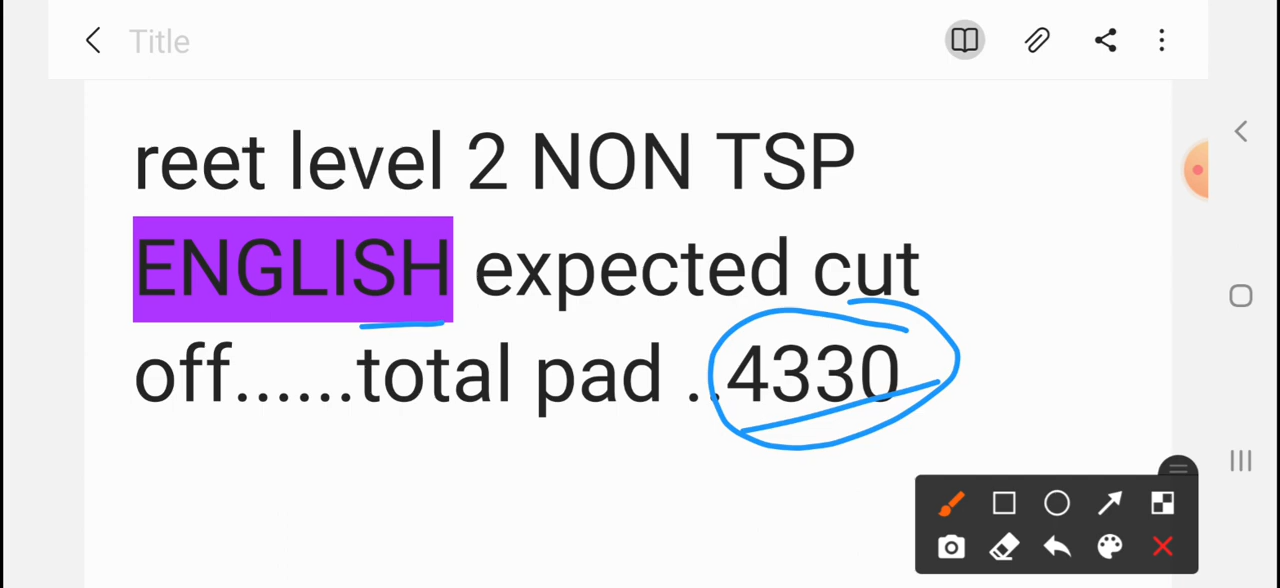 Title
reet level 2 NON TSP
ENGLISH expected cut
off......total pad ..4330